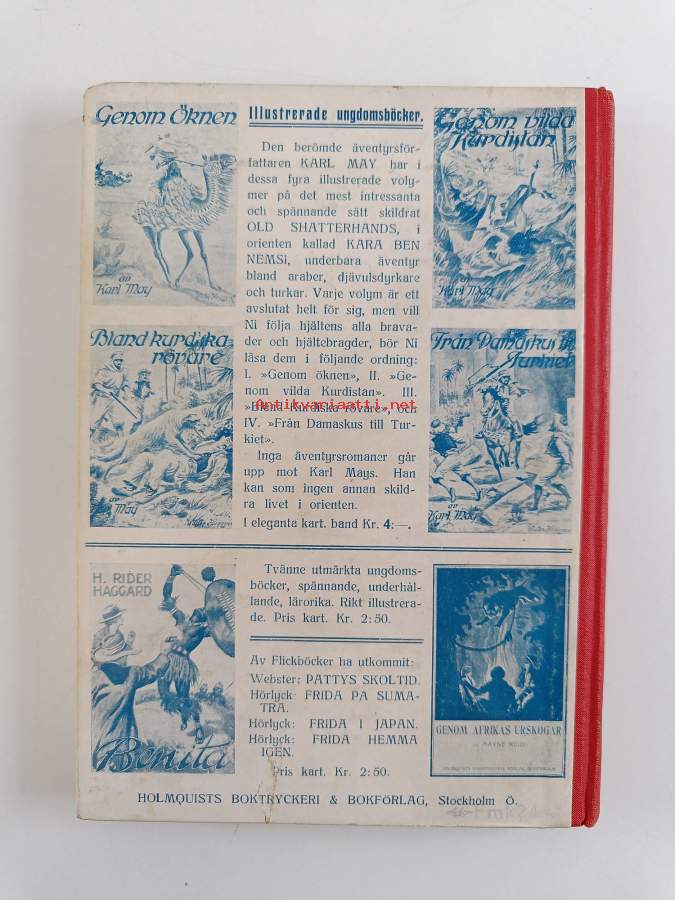 Genom Öknen
av
Karl May
Illustrerade ungdomsböcker.
Genom vilda
Kurdistan
av
Karl May
Den berömde äventyrsför-
fattaren KARL MAY har i
dessa fyra illustrerade voly-
mer på det mest intressanta
och spännande sätt skildrat
OLD SHATTERHANDS, i
orienten kallad KARA BEN
NEMSI, underbara äventyr
bland araber, djävulsdyrkare
och turkar. Varje volym är ett
avslutat helt för sig, men vill
Ni följa hjältens alla brava-
der och hjältebragder, bör Ni
läsa dem i följande ordning:
I. »Genom öknen», II. »Ge-
nom vilda Kurdistan». III.
»Bland Kurdiska rövare», och
IV. »Från Damaskus till Tur-
kiet».
Inga äventyrsromaner går
upp mot Karl Mays. Han
kan som ingen annan skild-
ra livet i orienten.
I eleganta kart. band Kr. 4:—.
Antikvariaatti.net
Bland kurdiska
rövare
av
Karl May
Från Damaskus till
Turkiet
av
Karl May
H. RIDER
HAGGARD
Benita
Tvänne utmärkta ungdoms-
böcker, spännande, underhål-
lande, lärorika. Rikt illustrera-
de. Pris kart. Kr. 2:50.
Av Flickböcker ha utkommit:
Webster: PATTYS SKOLTID.
Hörlyck: FRIDA PÅ SUMA-
TRA.
Hörlyck: FRIDA I JAPAN.
Hörlyck: FRIDA HEMMA
IGEN.
Pris kart. Kr. 2:50.
GENOM AFRIKAS URSKOGAR
av MAYNE REID
HOLMQUISTS BOKTRYCKERI & BOKFÖRLAG, Stockholm Ö.